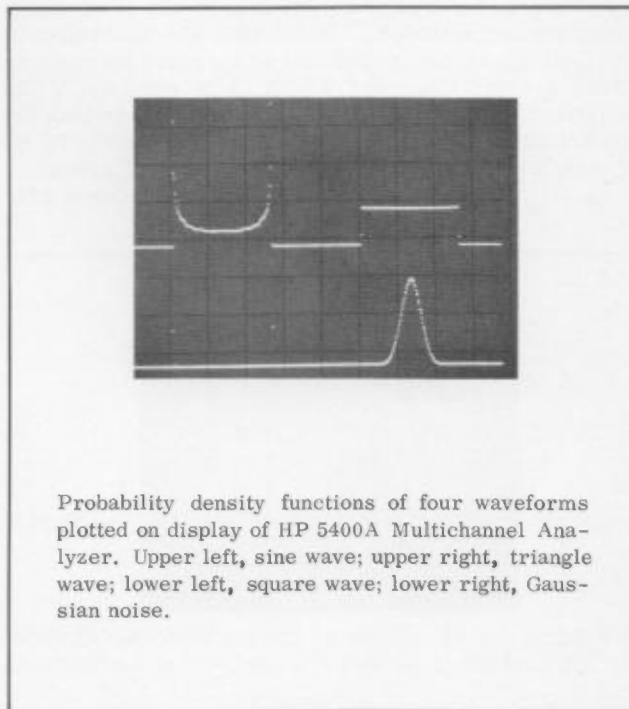 Probability density functions of four waveforms
plotted on display of HP 5400A Multichannel Ana-
lyzer. Upper left, sine wave; upper right, triangle
wave; lower left, square wave; lower right, Gaus-
sian noise.